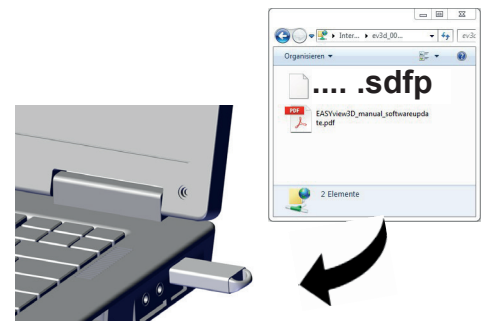 Inter... ▸ ev3d_00...
ev3d
Organisieren
.... .sdfp
PDF
EASYview3D_manual_softwareupda
te.pdf
2 Elemente